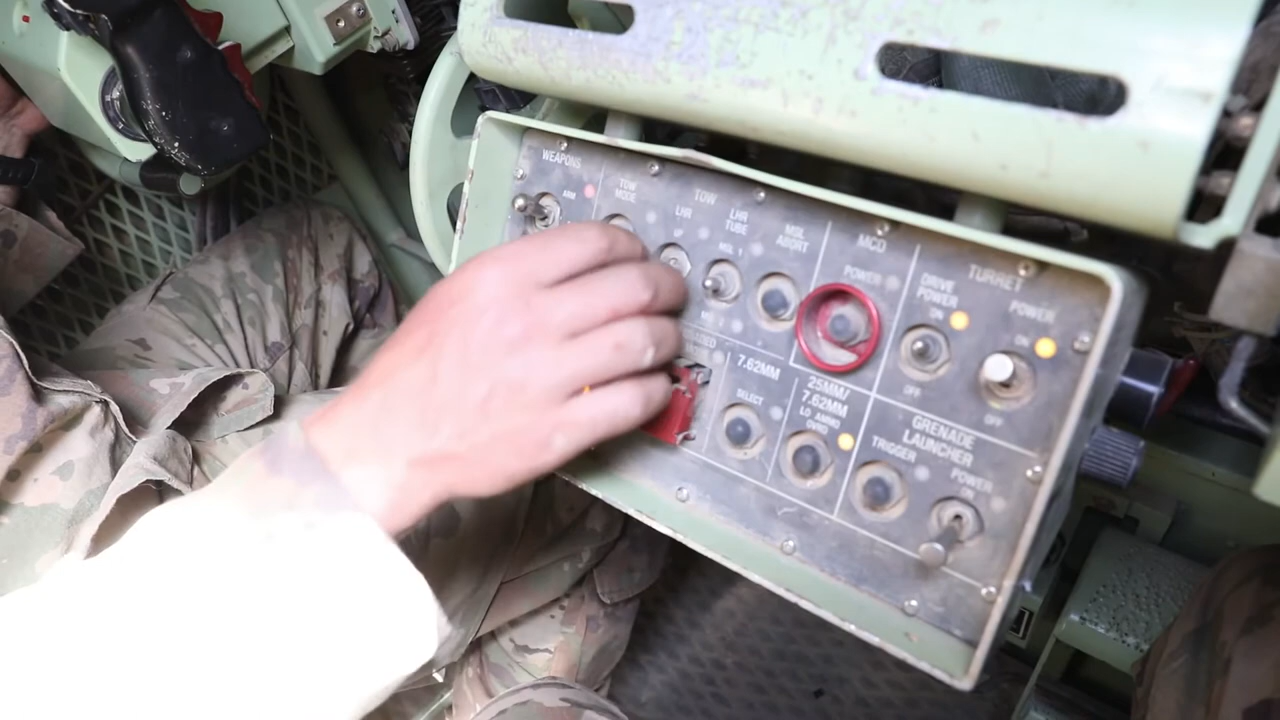 WEAPONS
ARM
TOW
MODE
TOW
LHR
UP
LHR
TUBE
MSL 1
MSL
ABORT
MCD
POWER
TURRET
DRIVE
POWER
ON
OFF
POWER
ON
OFF
7.62MM
SELECT
25MM/
7.62MM
LO AMMO
OVRD
GRENADE
LAUNCHER
TRIGGER
POWER
ON